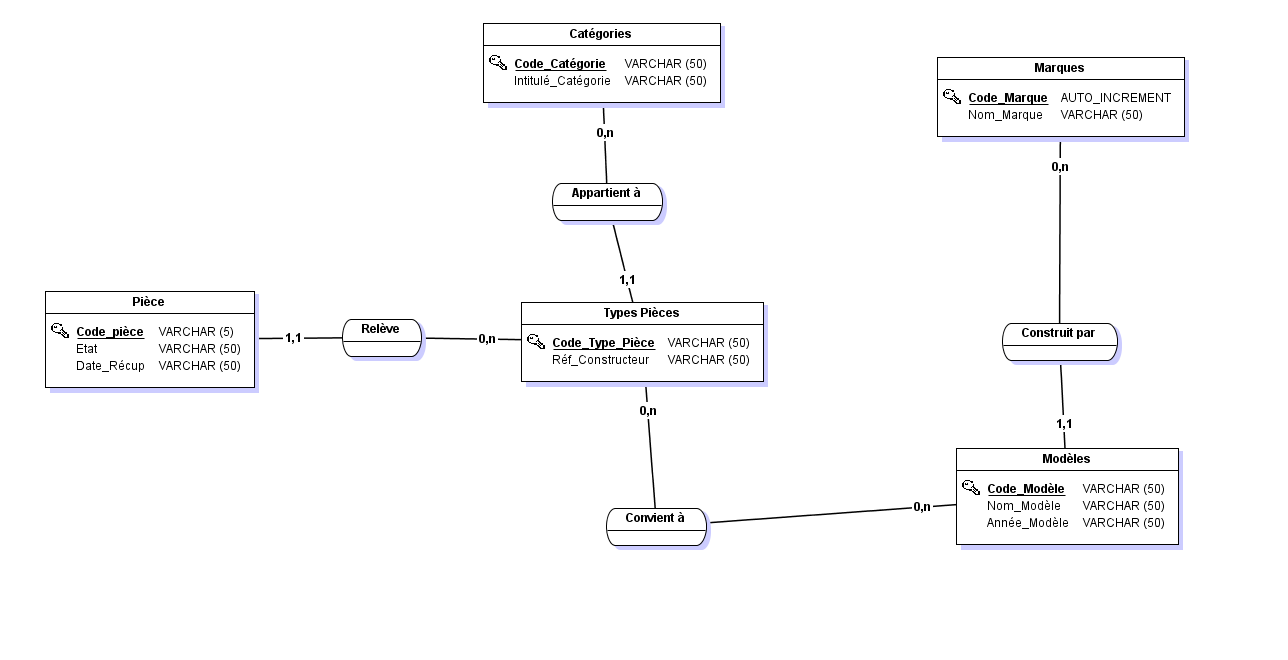 Catégories
Code_Catégorie VARCHAR (50)
Intitulé_Catégorie VARCHAR (50)
Marques
Code_Marque AUTO_INCREMENT
Nom_Marque VARCHAR (50)
0,n
0,n
Appartient à
1,1
Pièce
Code_pièce VARCHAR (5)
Etat VARCHAR (50)
Date_Récup VARCHAR (50)
1,1
Relève
0,n
Types Pièces
Code_Type_Pièce VARCHAR (50)
Réf_Constructeur VARCHAR (50)
Construit par
0,n
1,1
Modèles
Code_Modèle VARCHAR (50)
Nom_Modèle VARCHAR (50)
Année_Modèle VARCHAR (50)
Convient à
0,n